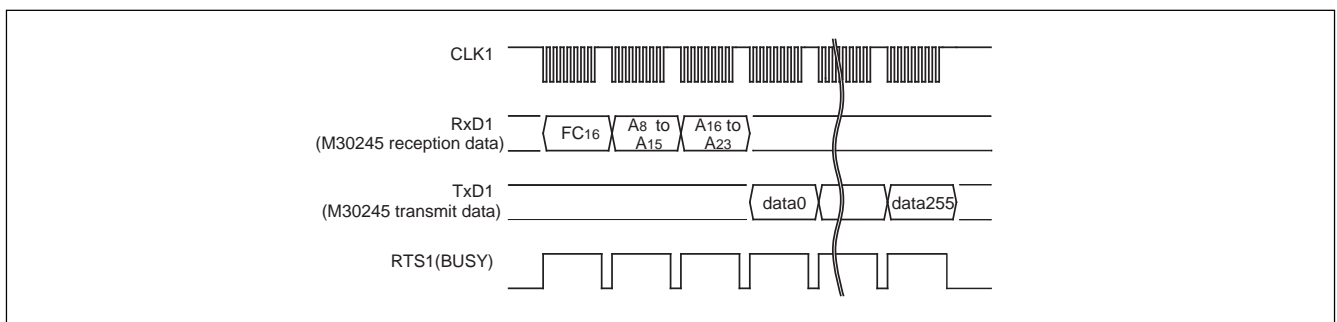 CLK1
RxD1
(M30245 reception data)
FC16
A8 to
A15
A16 to
A23
TxD1
(M30245 transmit data)
data0
data255
RTS1(BUSY)